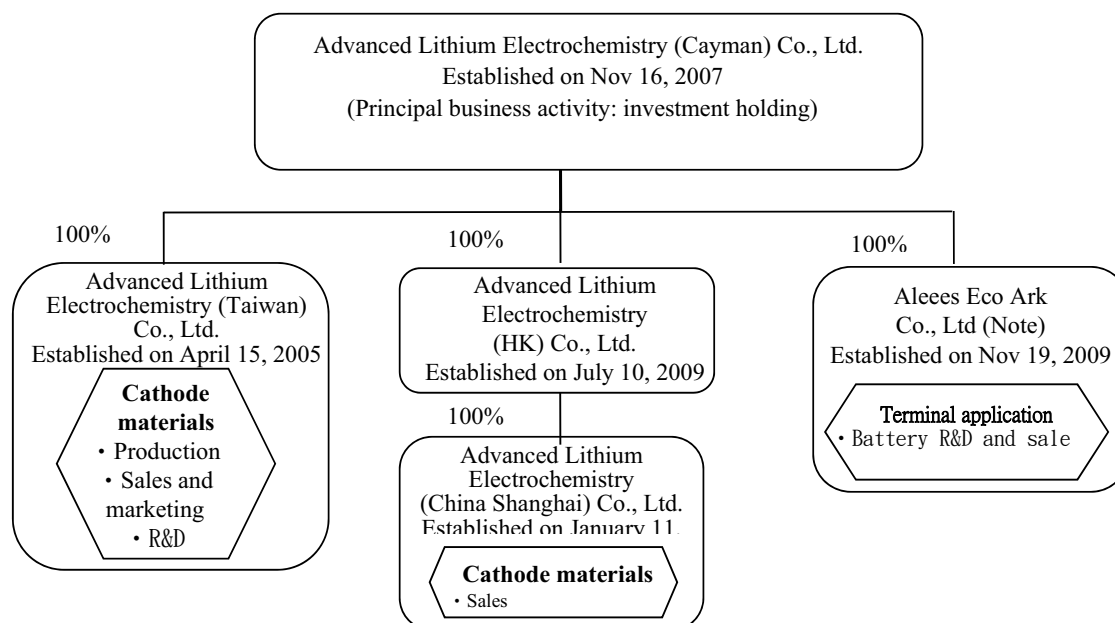 Advanced Lithium Electrochemistry (Cayman) Co., Ltd.
Established on Nov 16, 2007
(Principal business activity: investment holding)
100%
100%
100%
Advanced Lithium
Electrochemistry (Taiwan)
Co., Ltd.
Established on April 15, 2005
Cathode
materials
・Production
・Sales and
marketing
・R&D
Advanced Lithium
Electrochemistry
(HK) Co., Ltd.
Established on July 10, 2009
100%
Advanced Lithium
Electrochemistry
(China Shanghai) Co., Ltd.
Established on January 11,
Cathode materials
・Sales
Aleees Eco Ark
Co., Ltd (Note)
Established on Nov 19, 2009
Terminal application
・Battery R&D and sale